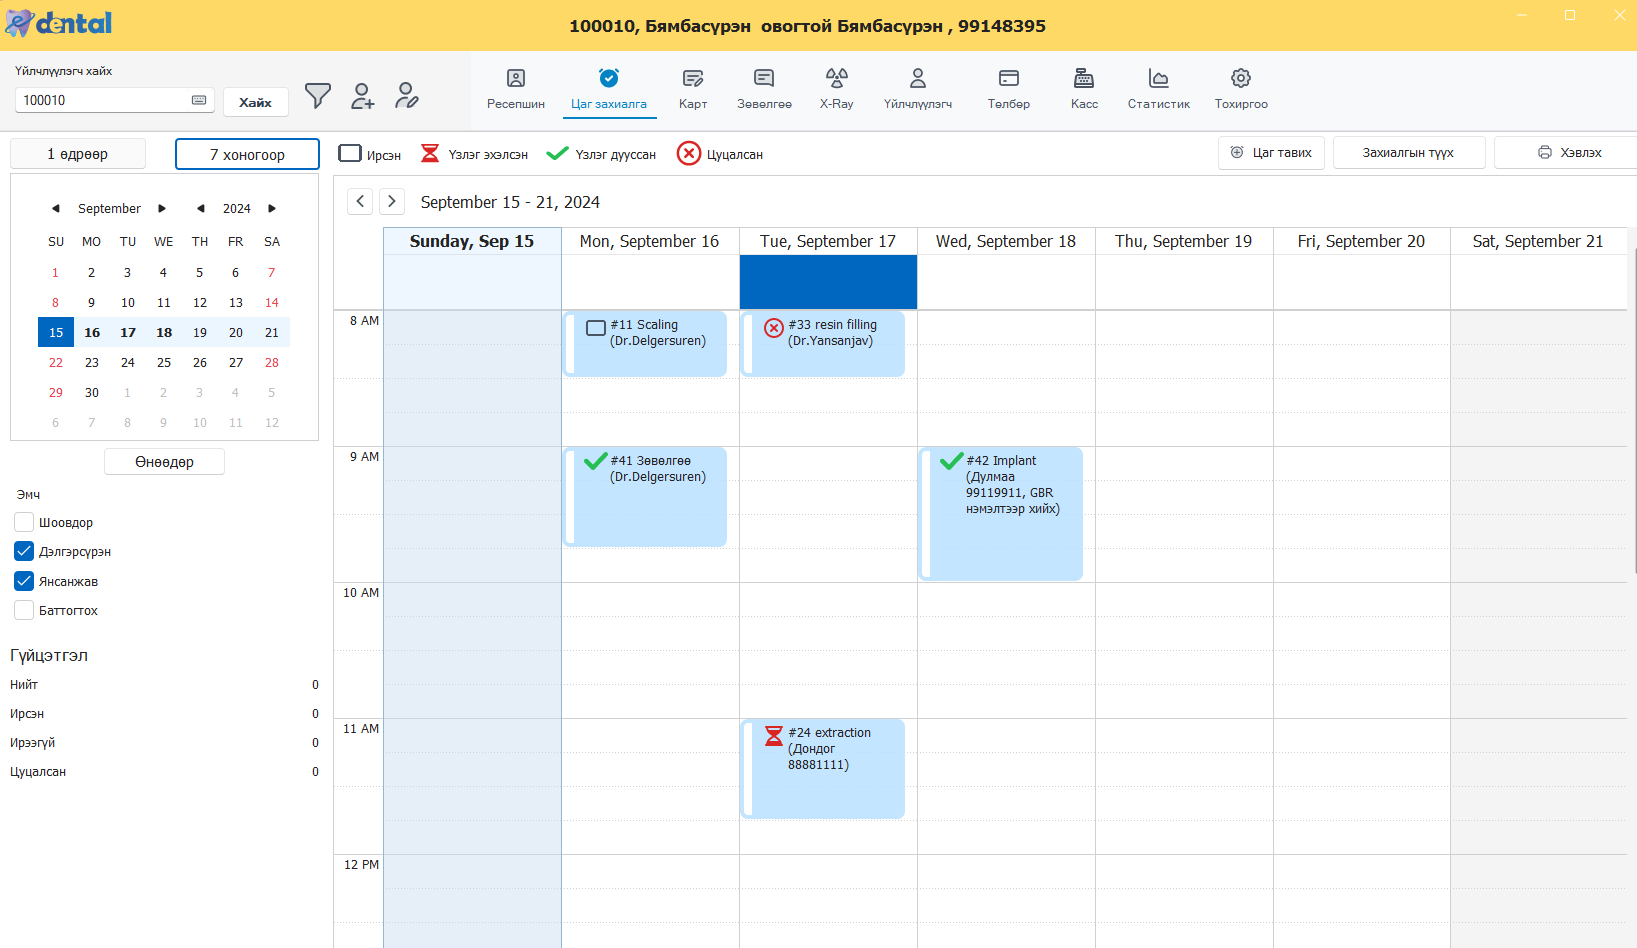 dental
100010, Бямбасүрэн овогтой Бямбасүрэн , 99148395
Үйлчлүүлэгч хайх
100010
Хайх
Ресепшин
Цаг захиалга
Карт
Зөвөлгөө
X-Ray
Үйлчлүүлэгч
Төлбөр
Касс
Статистик
Тохиргоо
1 өдрөөр
7 хоногоор
Ирсэн
Үзлэг эхэлсэн
Үзлэг дууссан
Цуцалсан
Цаг тавих
Захиалгын түүх
Хэвлэх
September 2024
SU MO TU WE TH FR SA
1 2 3 4 5 6 7
8 9 10 11 12 13 14
15 16 17 18 19 20 21
22 23 24 25 26 27 28
29 30 1 2 3 4 5
6 7 8 9 10 11 12
Өнөөдөр
Эмч
Шоовдор
Дэлгэрсүрэн
Янсанжав
Баттогтох
Гүйцэтгэл
Нийт 0
Ирсэн 0
Ирээгүй 0
Цуцалсан 0
September 15 - 21, 2024
Sunday, Sep 15
Mon, September 16
Tue, September 17
Wed, September 18
Thu, September 19
Fri, September 20
Sat, September 21
8 AM
#11 Scaling
(Dr.Delgersuren)
#33 resin filling
(Dr.Yansanjav)
9 AM
#41 Зөвөлгөө
(Dr.Delgersuren)
#42 Implant
(Дулмаа
99119911, GBR
нэмэлтээр хийх)
10 AM
11 AM
#24 extraction
(Дондог
88881111)
12 PM